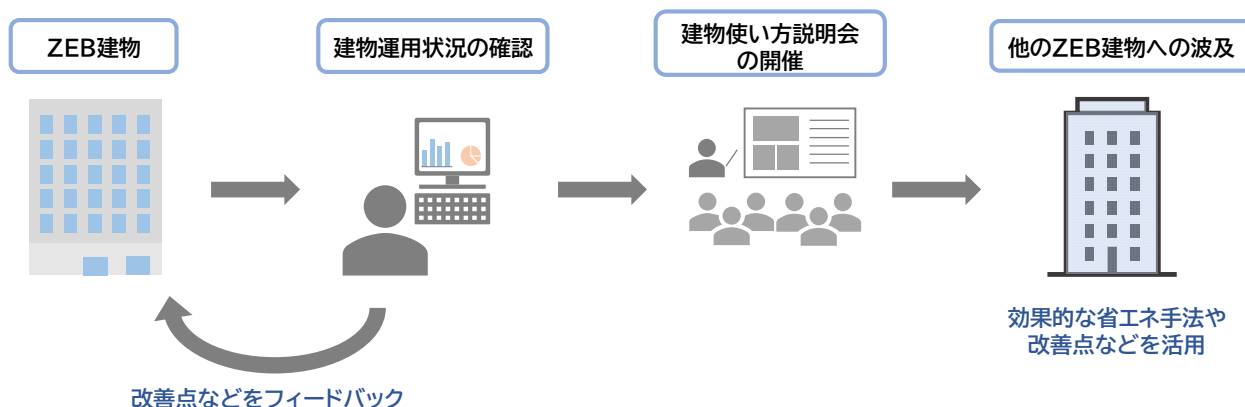 ZEB建物
建物運用状況の確認
建物使い方説明会
の開催
他のZEB建物への波及
効果的な省エネ手法や
改善点などを活用
改善点などをフィードバック